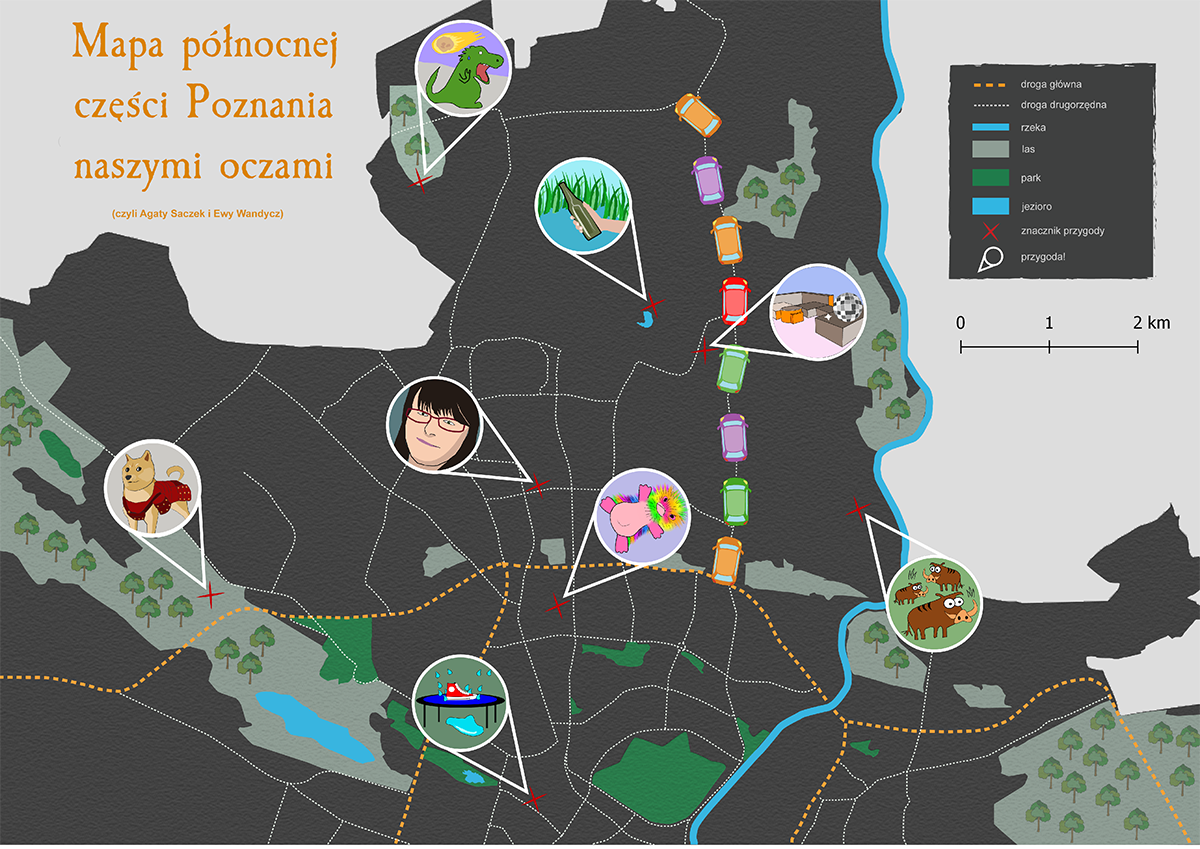 Mapa północnej
części Poznania
naszymi oczami
(czyli Agaty Saczek i Ewy Wandycz)
droga główna
droga drugorzędna
rzeka
las
park
jezioro
znacznik przygody
przygoda!
0 1 2 km